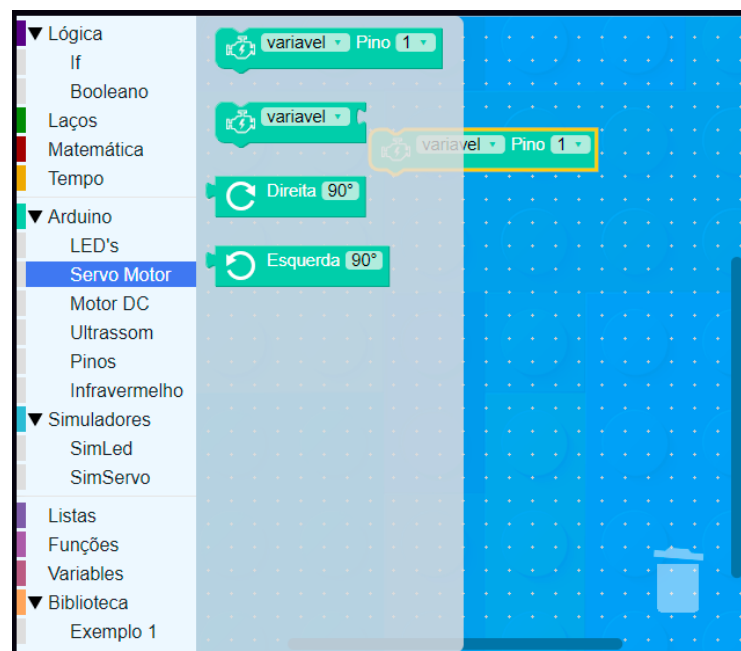 Lógica
If
Booleano
Laços
Matemática
Tempo
Arduino
LED's
Servo Motor
Motor DC
Ultrassom
Pinos
Infravermelho
Simuladores
SimLed
SimServo
Listas
Funções
Variables
Biblioteca
Exemplo 1
variavel Pino 1
variavel
variavel Pino 1
Direita 90°
Esquerda 90°